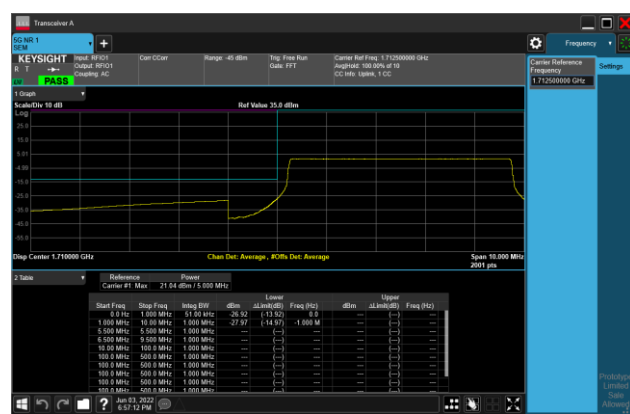 Transceiver A
5G NR 1
SEM
Frequency
KEYSIGHT
R T
PASS
Input: RFIO1
Output: RFIO1
Coupling: AC
Corr CCorr
Range: -45 dBm
Trig: Free Run
Gate: FFT
Carrier Ref Freq: 1.712500000 GHz
Avg|Hold: 100.00% of 10
CC Info: Uplink, 1 CC
Carrier Reference
Frequency
1.712500000 GHz
Settings
1 Graph
Scale/Div 10 dB
Ref Value 35.0 dBm
Log
25.0
15.0
5.01
-4.99
-15.0
-25.0
-35.0
-45.0
-55.0
Disp Center 1.710000 GHz
Chan Det: Average, #Offs Det: Average
Span 10.000 MHz
2001 pts
2 Table
Reference Power
Carrier #1 Max 21.04 dBm / 5.000 MHz
Lower Upper
Start Freq Stop Freq Integ BW dBm ΔLimit(dB) Freq (Hz) dBm ΔLimit(dB) Freq (Hz)
0.0 Hz 1.000 MHz 51.00 kHz -26.92 (-13.92) 0.0 --- (---) ---
1.000 MHz 10.00 MHz 1.000 MHz -27.97 (-14.97) -1.000 M --- (---) ---
5.500 MHz 5.500 MHz 1.000 MHz --- (---) --- --- (---) ---
6.500 MHz 9.500 MHz 1.000 MHz --- (---) --- --- (---) ---
10.00 MHz 100.0 MHz 1.000 MHz --- (---) --- --- (---) ---
100.0 MHz 500.0 MHz 1.000 MHz --- (---) --- --- (---) ---
100.0 MHz 500.0 MHz 1.000 MHz --- (---) --- --- (---) ---
100.0 MHz 500.0 MHz 1.000 MHz --- (---) --- --- (---) ---
100.0 MHz 500.0 MHz 1.000 MHz --- (---) --- --- (---) ---
Prototype
Limited
Sale
Allowed
?
Jun 03, 2022
6:57:12 PM